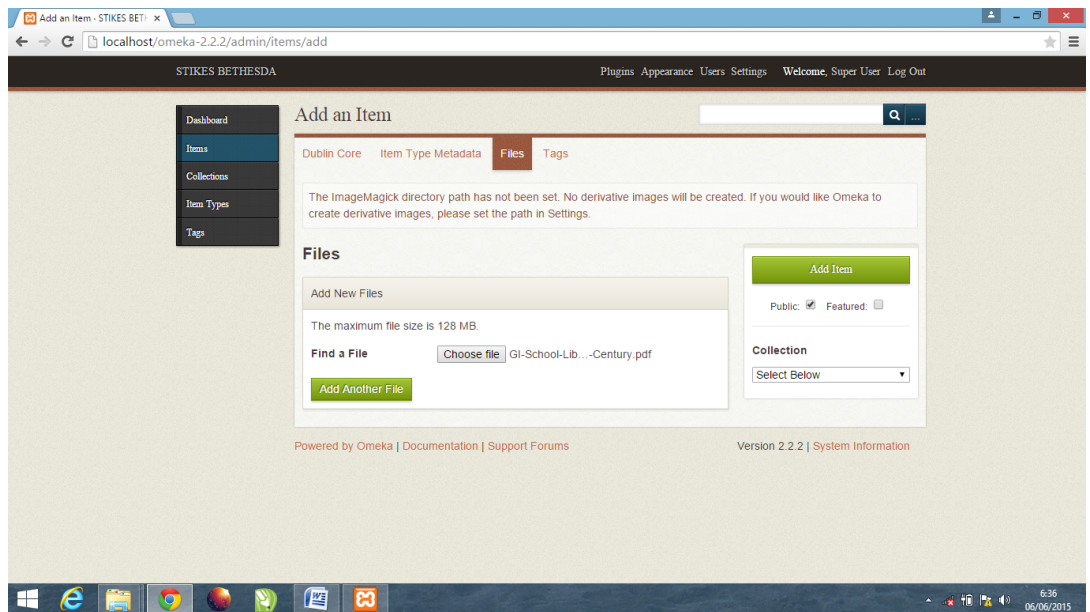 Add an Item · STIKES BETH
localhost/omeka-2.2.2/admin/items/add
STIKES BETHESDA
Plugins Appearance Users Settings Welcome, Super User Log Out
Dashboard
Items
Collections
Item Types
Tags
Add an Item
...
Dublin Core Item Type Metadata Files Tags
The ImageMagick directory path has not been set. No derivative images will be created. If you would like Omeka to
create derivative images, please set the path in Settings.
Files
Add New Files
The maximum file size is 128 MB.
Find a File Choose file GI-School-Lib...-Century.pdf
Add Another File
Add Item
Public: Featured:
Collection
Select Below
Powered by Omeka | Documentation | Support Forums
Version 2.2.2 | System Information
6:36
06/06/2015